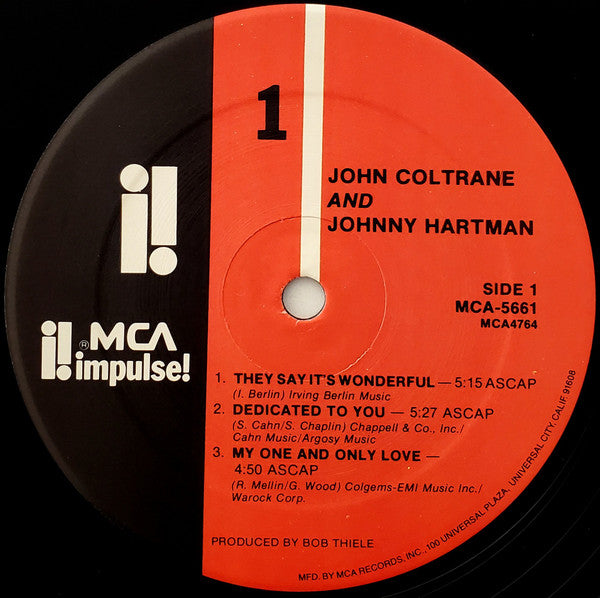 1
JOHN COLTRANE
AND
JOHNNY HARTMAN
i!
SIDE 1
MCA-5661
MCA4764
i! ® MCA
impulse!
1. THEY SAY IT'S WONDERFUL — 5:15 ASCAP
(I. Berlin) Irving Berlin Music
2. DEDICATED TO YOU — 5:27 ASCAP
(S. Cahn/S. Chaplin) Chappell & Co., Inc./
Cahn Music/Argosy Music
3. MY ONE AND ONLY LOVE —
4:50 ASCAP
(R. Mellin/G. Wood) Colgems-EMI Music Inc./
Warock Corp.
PRODUCED BY BOB THIELE
MFD. BY MCA RECORDS, INC., 100 UNIVERSAL PLAZA, UNIVERSAL CITY, CALIF. 91608